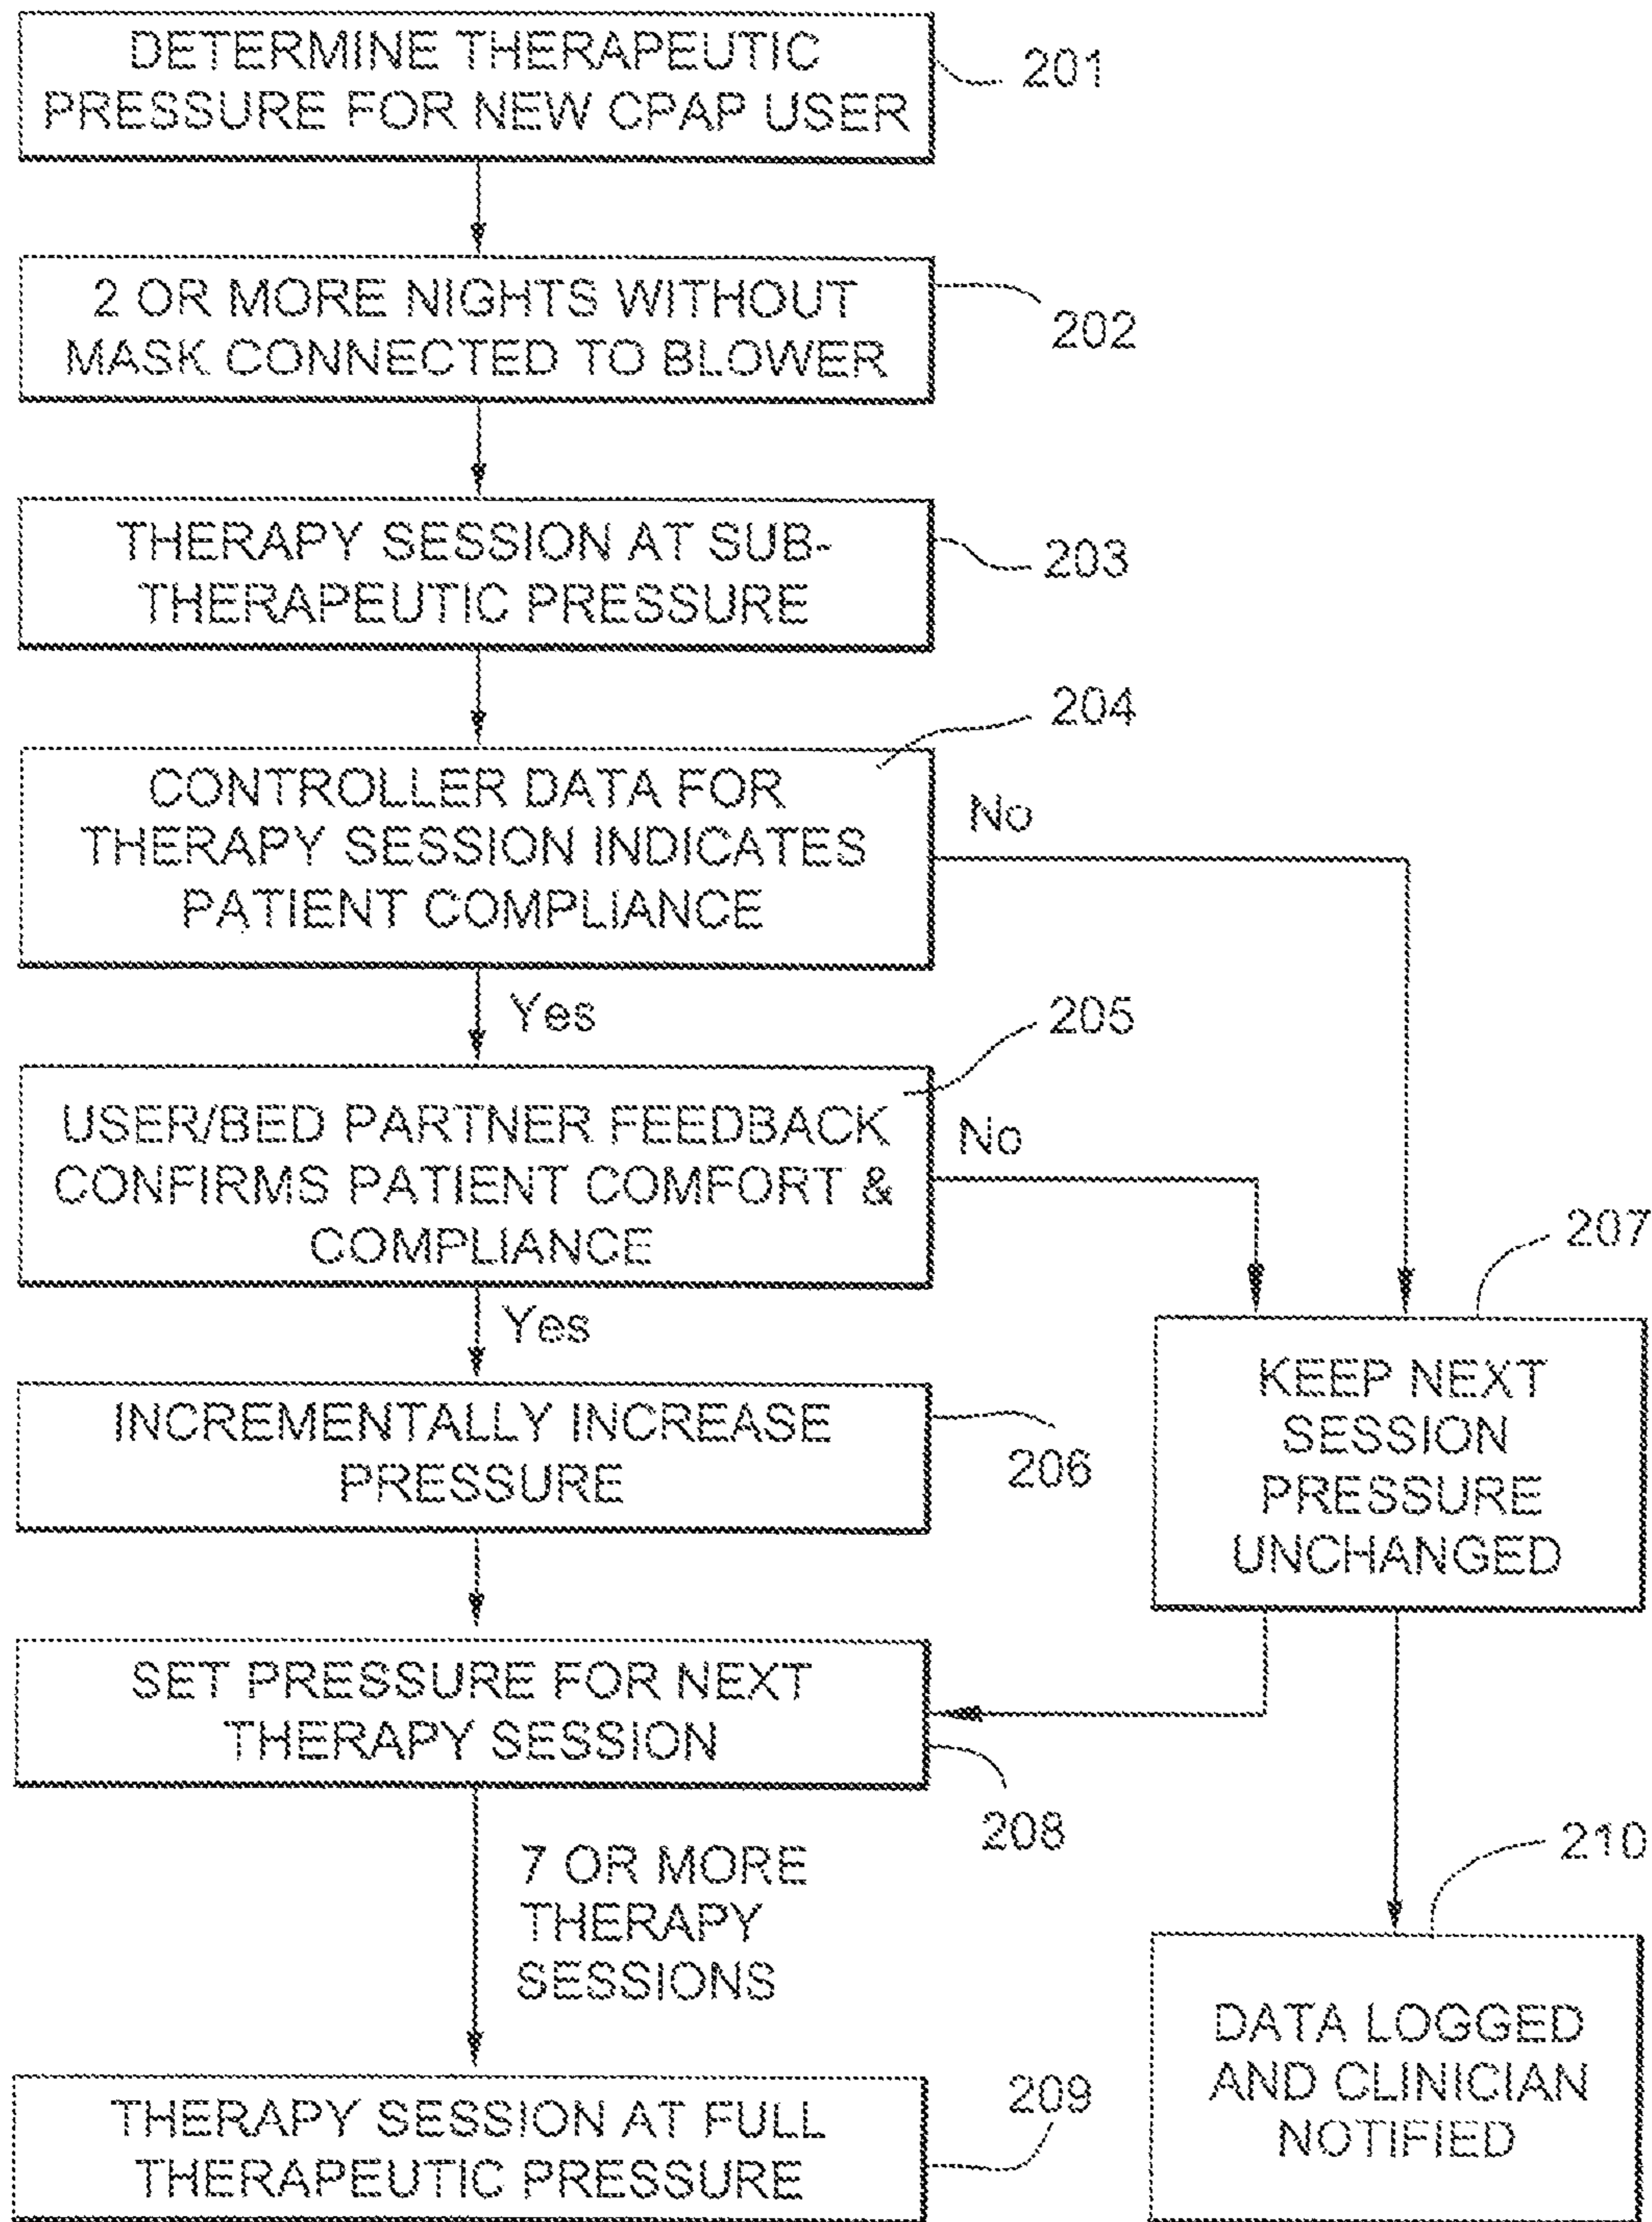 DETERMINE THERAPEUTIC
PRESSURE FOR NEW CPAP USER
201
2 OR MORE NIGHTS WITHOUT
MASK CONNECTED TO BLOWER
202
THERAPY SESSION AT SUB-
THERAPEUTIC PRESSURE
203
204
CONTROLLER DATA FOR
THERAPY SESSION INDICATES
PATIENT COMPLIANCE
No
Yes
205
USER/BED PARTNER FEEDBACK
CONFIRMS PATIENT COMFORT &
COMPLIANCE
No
Yes
207
KEEP NEXT
SESSION
PRESSURE
UNCHANGED
INCREMENTALLY INCREASE
PRESSURE
206
SET PRESSURE FOR NEXT
THERAPY SESSION
208
7 OR MORE
THERAPY
SESSIONS
210
DATA LOGGED
AND CLINICIAN
NOTIFIED
THERAPY SESSION AT FULL
THERAPEUTIC PRESSURE
209